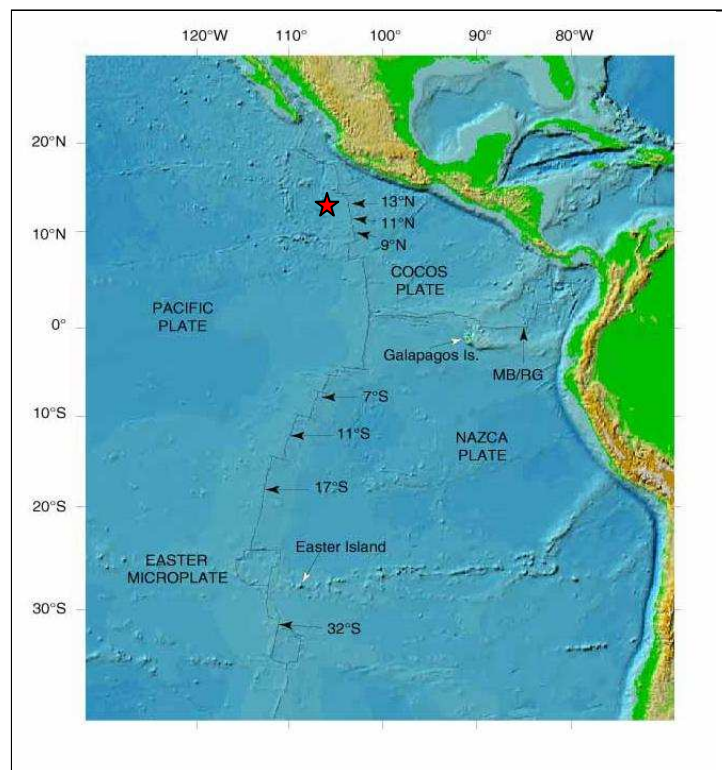 120°W 110° 100° 90° 80°W
20°N
13°N
11°N
10°N
9°N
COCOS
PLATE
PACIFIC
PLATE
0°
Galapagos Is.
MB/RG
7°S
10°S
11°S
NAZCA
PLATE
17°S
20°S
Easter Island
EASTER
MICROPLATE
30°S
32°S